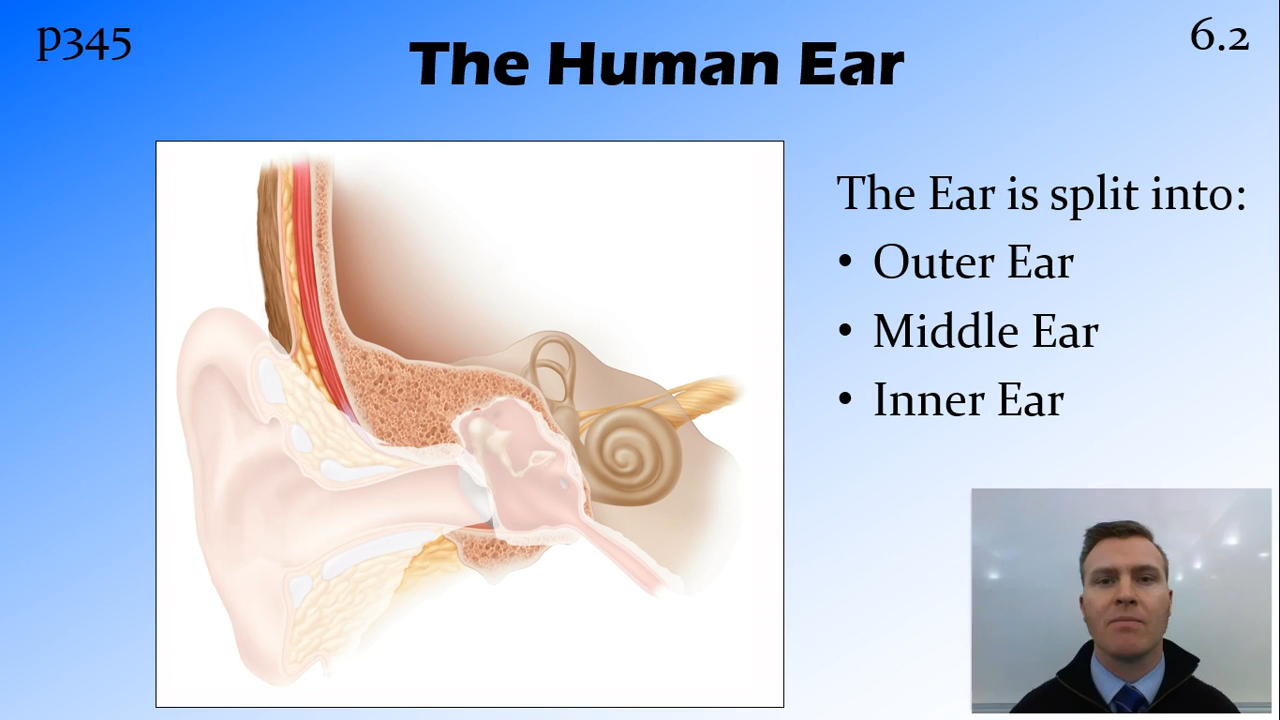 p345
The Human Ear
6.2
The Ear is split into:
• Outer Ear
• Middle Ear
• Inner Ear